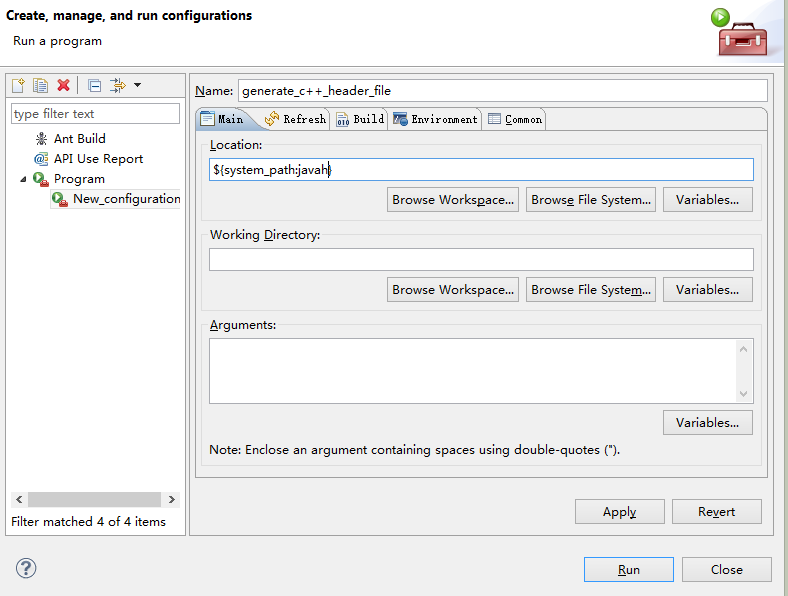 Create, manage, and run configurations
Run a program
type filter text
Ant Build
API Use Report
Program
New_configuration
Filter matched 4 of 4 items
Name: generate_c++_header_file
Main Refresh Build Environment Common
Location:
${system_path:javah}
Browse Workspace... Browse File System... Variables...
Working Directory:
Browse Workspace... Browse File System... Variables...
Arguments:
Variables...
Note: Enclose an argument containing spaces using double-quotes (").
Apply Revert
? Run Close